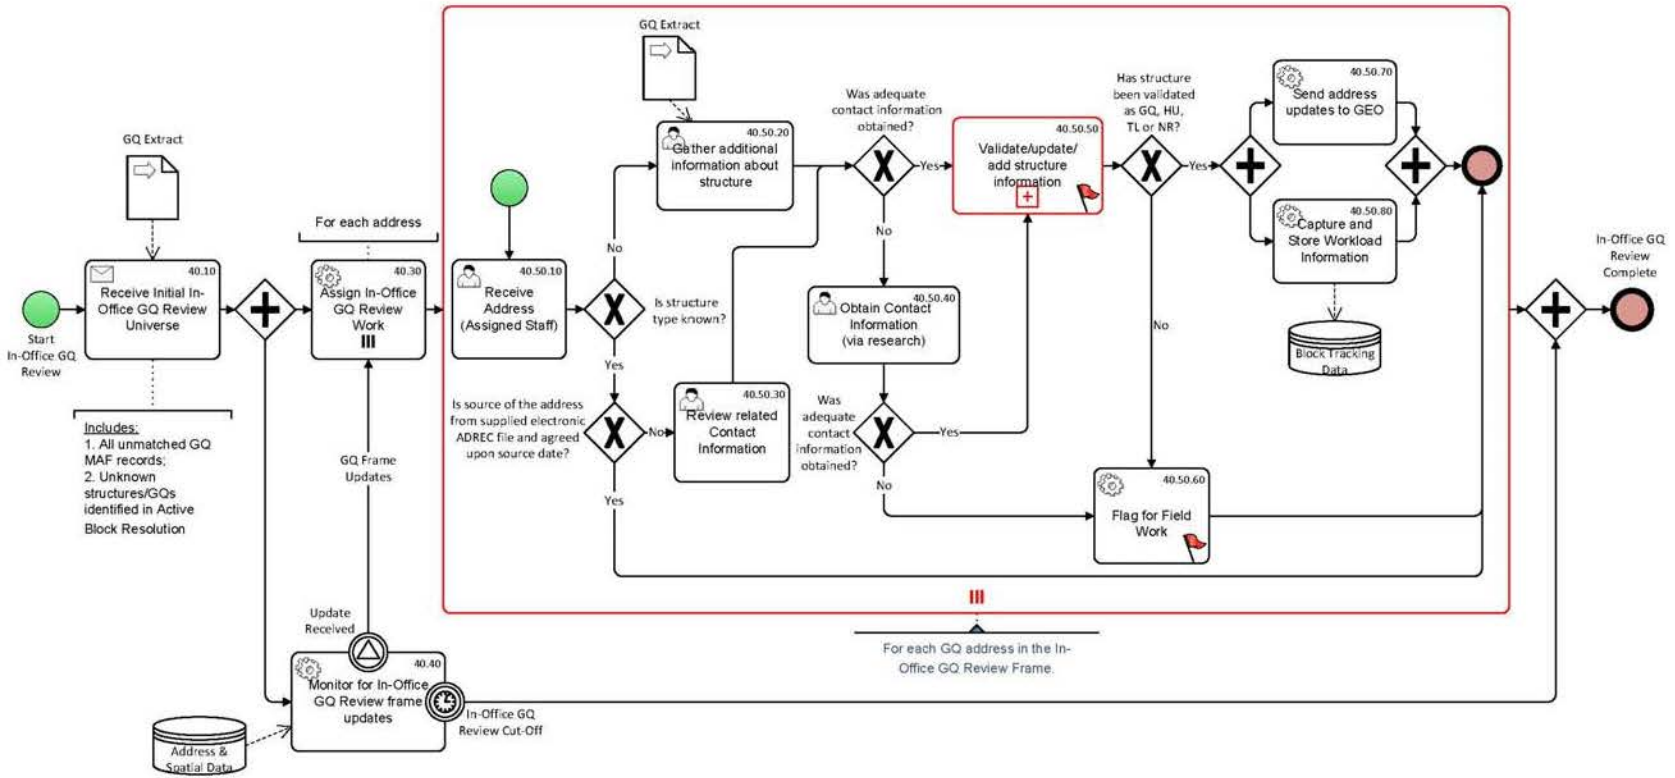 GQ Extract
40.50.70
Send address
updates to GEO
Has structure
been validated
as GQ, HU,
TL or NR?
Was adequate
contact information
obtained?
GQ Extract
40.50.20
Gather additional
information about
structure
40.50.50
Validate/update/
add structure
information
Yes
Yes
For each address
No
No
40.50.80
Capture and
Store Workload
Information
In-Office GQ
Review
Complete
40.10
Receive Initial In-
Office GQ Review
Universe
40.30
Assign In-Office
GQ Review
Work
40.50.10
Receive
Address
(Assigned Staff)
Is structure
type known?
40.50.40
Obtain Contact
Information
(via research)
No
Block Tracking
Data
Start
In-Office GQ
Review
Yes
Is source of the address
from supplied electronic
ADREC file and agreed
upon source date?
No
40.50.30
Review related
Contact
Information
Was
adequate
contact
information
obtained?
Yes
Includes:
1. All unmatched GQ
MAF records;
2. Unknown
structures/GQs
identified in Active
Block Resolution
GQ Frame
Updates
Yes
No
40.50.60
Flag for Field
Work
Update
Received
For each GQ address in the In-
Office GQ Review Frame.
40.40
Monitor for In-Office
GQ Review frame
updates
In-Office GQ
Review Cut-Off
Address &
Spatial Data